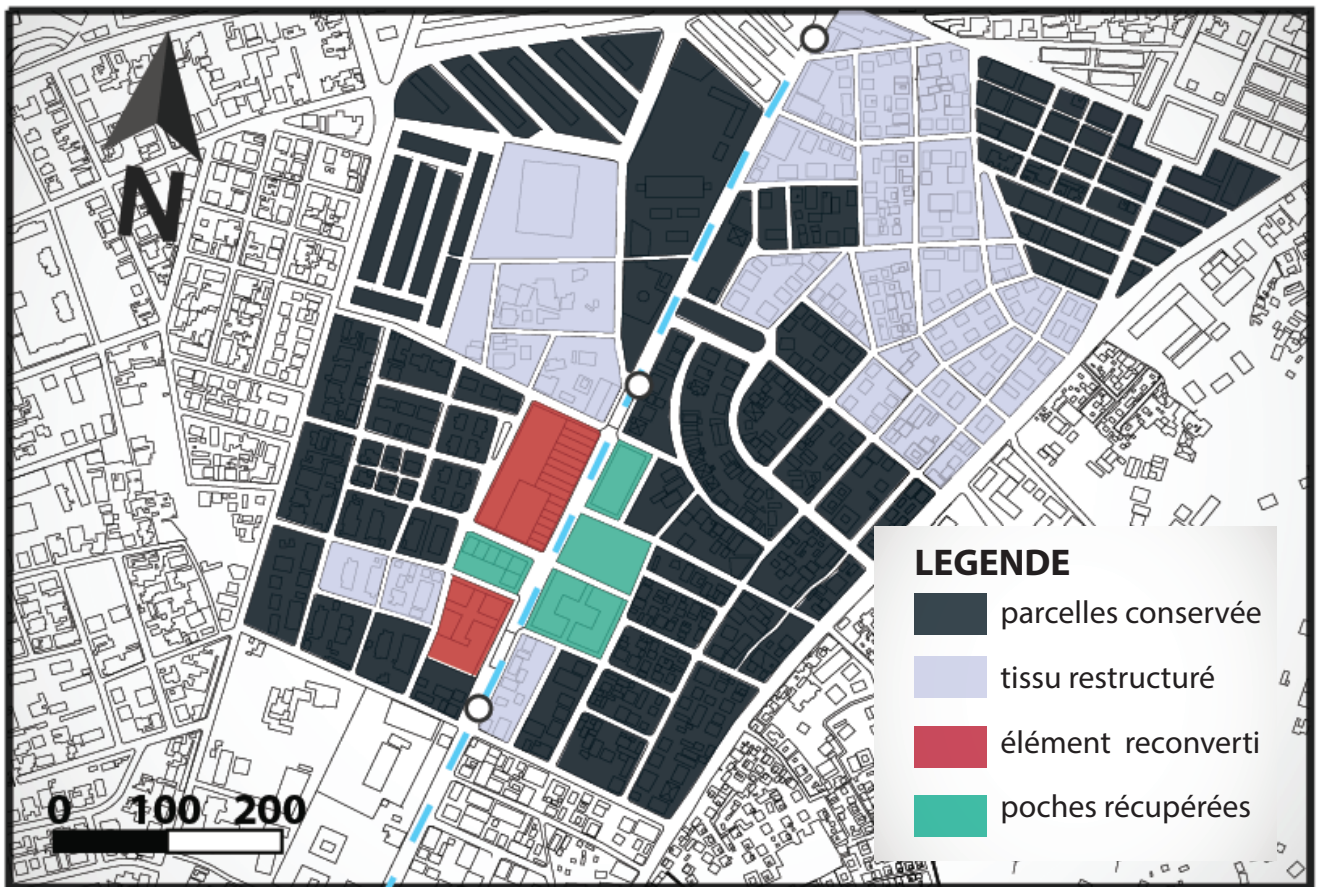 N
0 100 200
LEGENDE
parcelles conservée
tissu restructuré
élément reconverti
poches récupérées